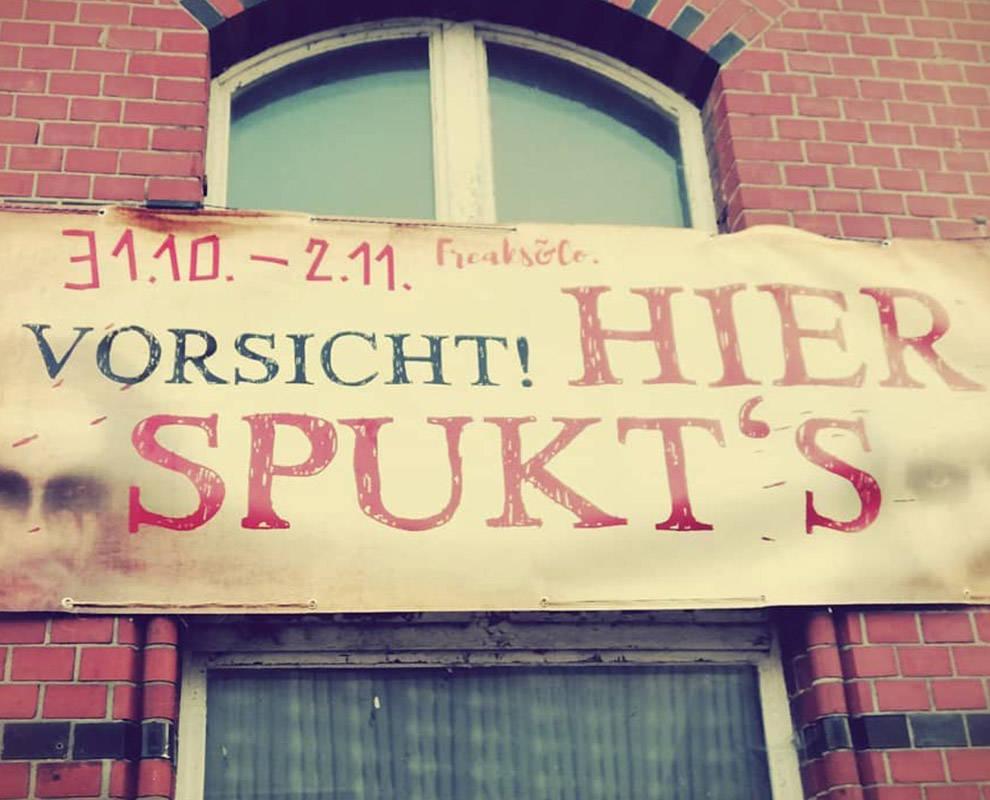 31.10. – 2.11. Freaks&Co.
VORSICHT! HIER
SPUKT‘S